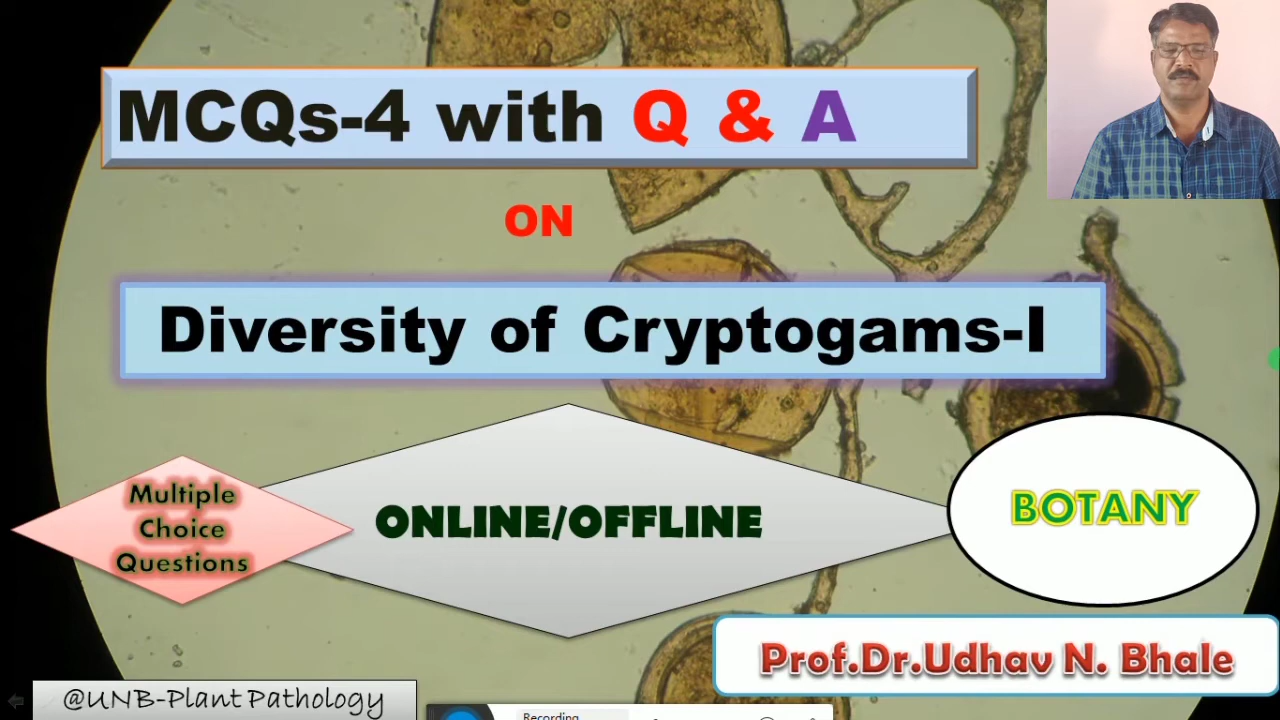 MCQs-4 with Q & A
ON
Diversity of Cryptogams-I
Multiple
Choice
Questions
ONLINE/OFFLINE
BOTANY
Prof.Dr.Udhav N. Bhale
@UNB-Plant Pathology
Recording